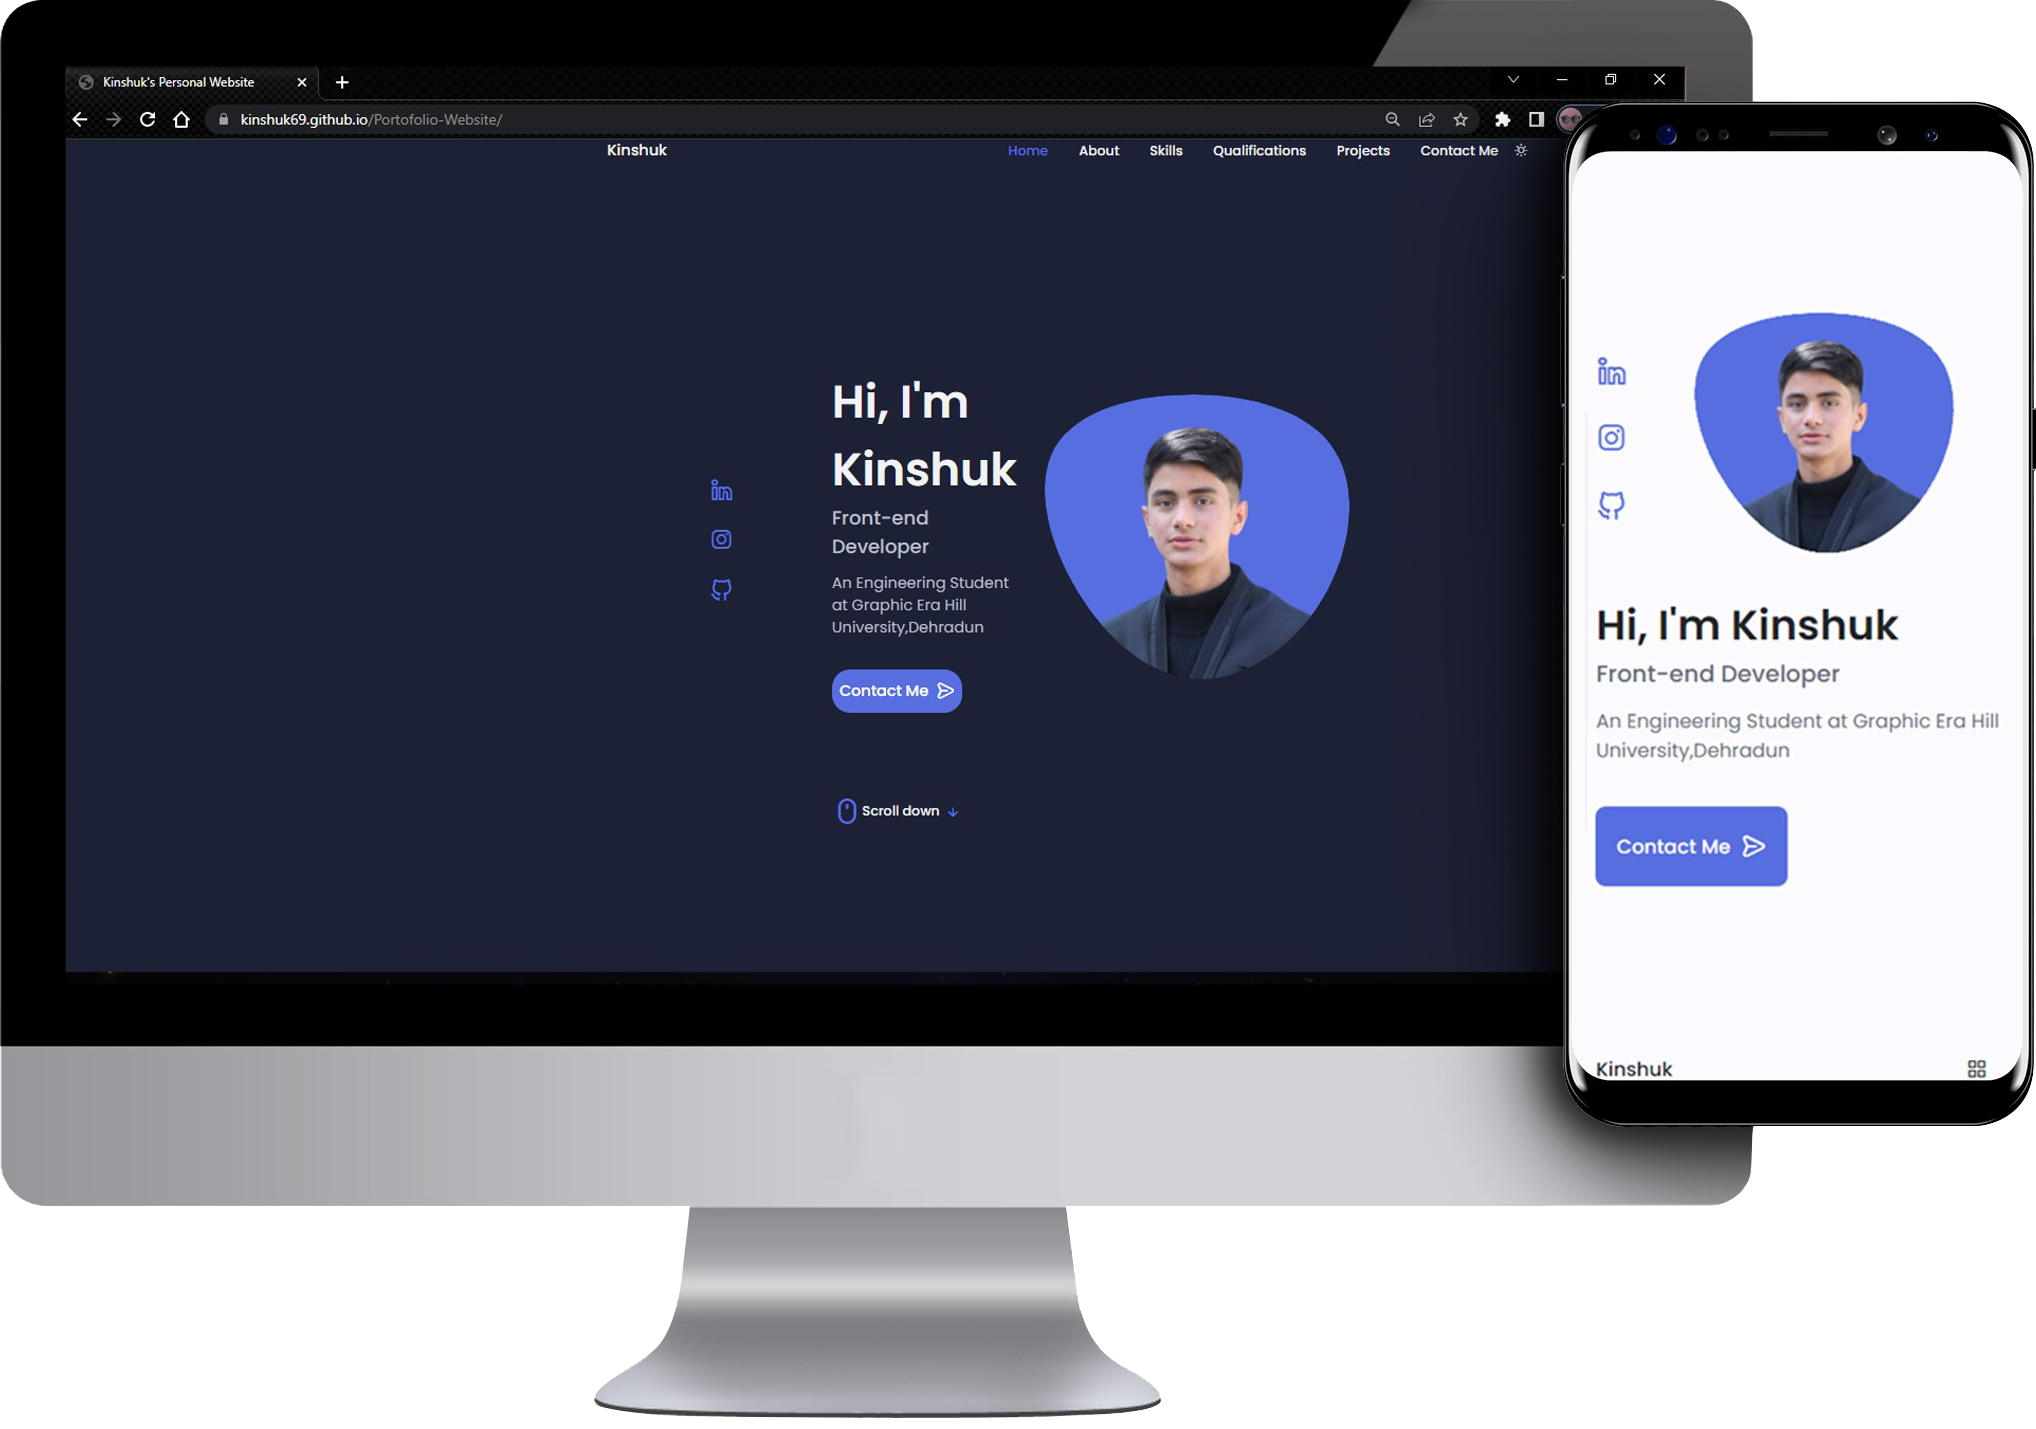 Kinshuk's Personal Website
kinshuk69.github.io/Portofolio-Website/
Kinshuk Home About Skills Qualifications Projects Contact Me
Hi, I'm
Kinshuk
Front-end
Developer
An Engineering Student
at Graphic Era Hill
University,Dehradun
Contact Me
Scroll down
Hi, I'm Kinshuk
Front-end Developer
An Engineering Student at Graphic Era Hill
University,Dehradun
Contact Me
Kinshuk